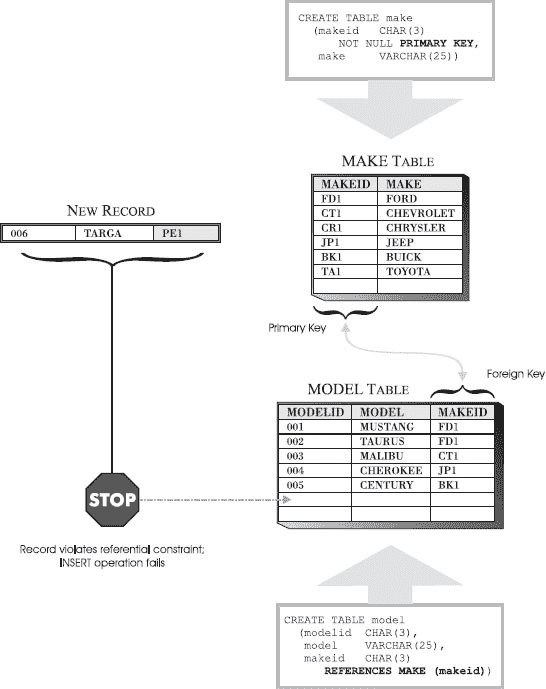 CREATE TABLE make
(makeid CHAR(3)
NOT NULL PRIMARY KEY,
make VARCHAR(25))
MAKE TABLE
MAKEID MAKE
FD1 FORD
CT1 CHEVROLET
CR1 CHRYSLER
JP1 JEEP
BK1 BUICK
TA1 TOYOTA
NEW RECORD
006 TARGA PE1
Primary Key
Foreign Key
MODEL TABLE
MODELID MODEL MAKEID
001 MUSTANG FD1
002 TAURUS FD1
003 MALIBU CT1
004 CHEROKEE JP1
005 CENTURY BK1
STOP
Record violates referential constraint;
INSERT operation fails
CREATE TABLE model
(modelid CHAR(3),
model VARCHAR(25),
makeid CHAR(3)
REFERENCES MAKE (makeid))